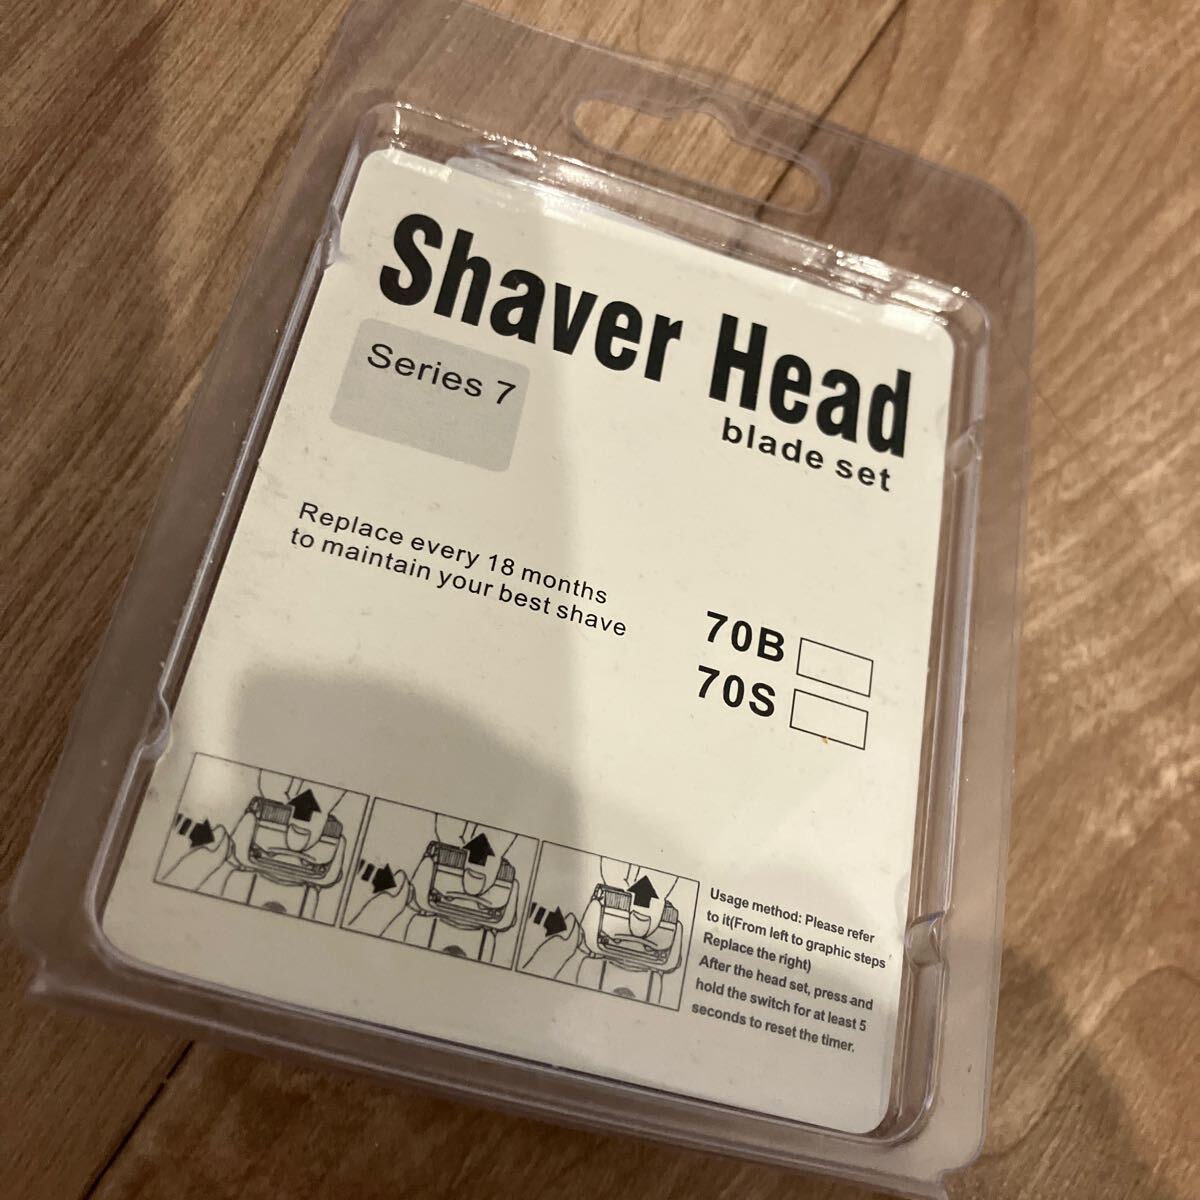 Shaver Head
blade set
Series 7
Replace every 18 months
to maintain your best shave
70B
70S
Usage method: Please refer
to it(From left to graphic steps
Replace the right)
After the head set, press and
hold the switch for at least 5
seconds to reset the timer.